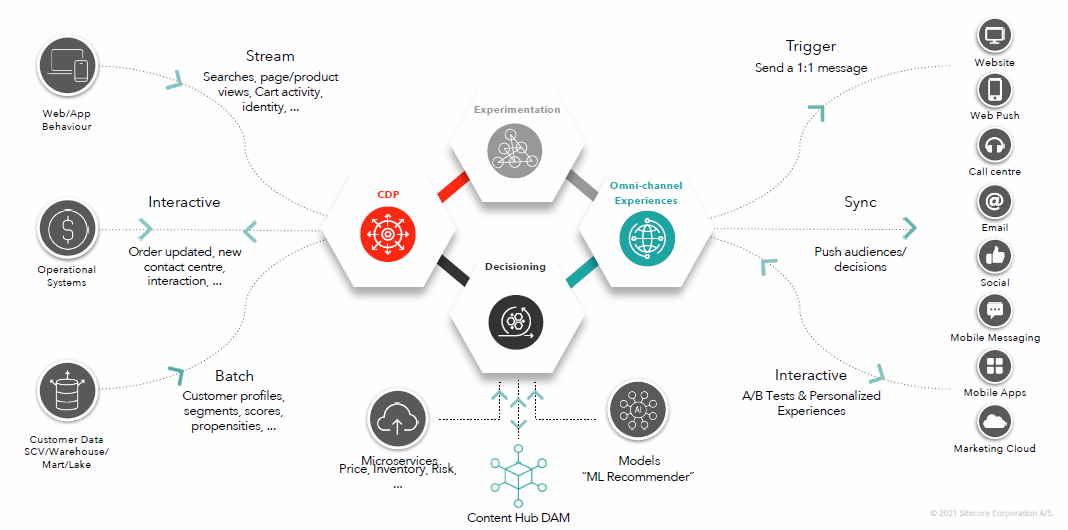 Stream
Searches, page/product
views, Cart activity,
identity, ...
Web/App
Behaviour
Interactive
Order updated, new
contact centre,
interaction, ...
Operational
Systems
Batch
Customer profiles,
segments, scores,
propensities, ...
Customer Data
SCV/Warehouse/
Mart/Lake
Experimentation
CDP
Omni-channel
Experiences
Decisioning
Microservices
Price, Inventory, Risk,
...
AI
Models
“ML Recommender”
Content Hub DAM
Trigger
Send a 1:1 message
Sync
Push audiences/
decisions
Interactive
A/B Tests & Personalized
Experiences
Website
Web Push
Call centre
@
Email
Social
Mobile Messaging
Mobile Apps
Marketing Cloud
$
© 2021 Sitecore Corporation A/S.